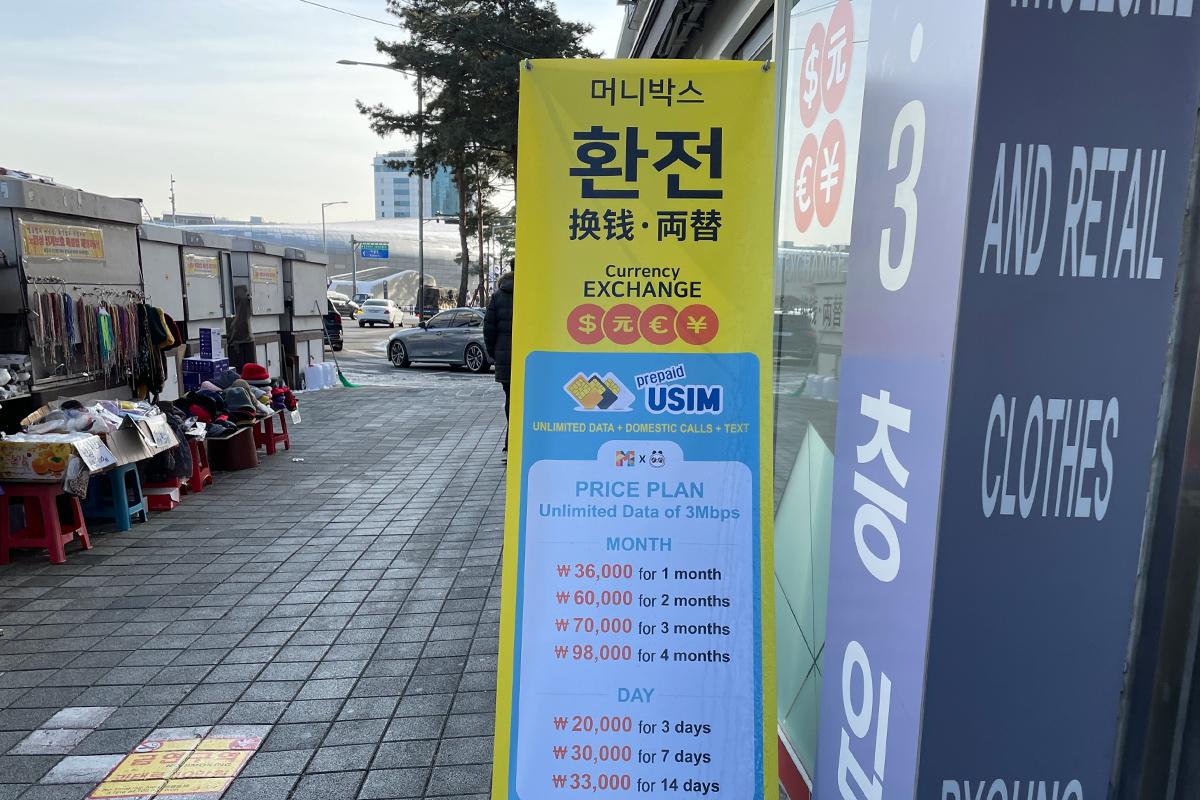 머니박스
환전
换钱·両替
Currency
EXCHANGE
$ 元 € ¥
prepaid
USIM
UNLIMITED DATA + DOMESTIC CALLS + TEXT
M X
PRICE PLAN
Unlimited Data of 3Mbps
MONTH
₩36,000 for 1 month
₩60,000 for 2 months
₩70,000 for 3 months
₩98,000 for 4 months
DAY
₩20,000 for 3 days
₩30,000 for 7 days
₩33,000 for 14 days
$ 元
€ ¥
AND RETAIL
CLOTHES